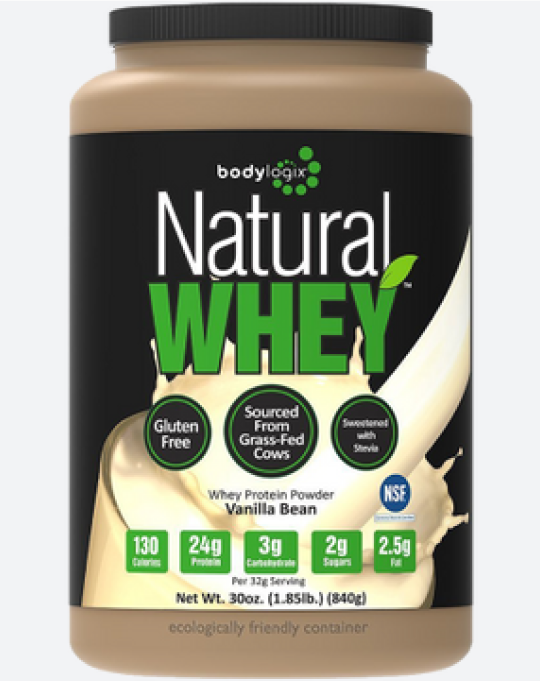 bodylogix
Natural
WHEY™
Gluten
Free
Sourced
From
Grass-Fed
Cows
Sweetened
with
Stevia
Whey Protein Powder
Vanilla Bean
NSF
130
Calories
24g
Protein
3g
Carbohydrate
2g
Sugars
2.5g
Fat
Per 32g Serving
Net Wt. 30oz. (1.85lb.) (840g)
ecologically friendly container